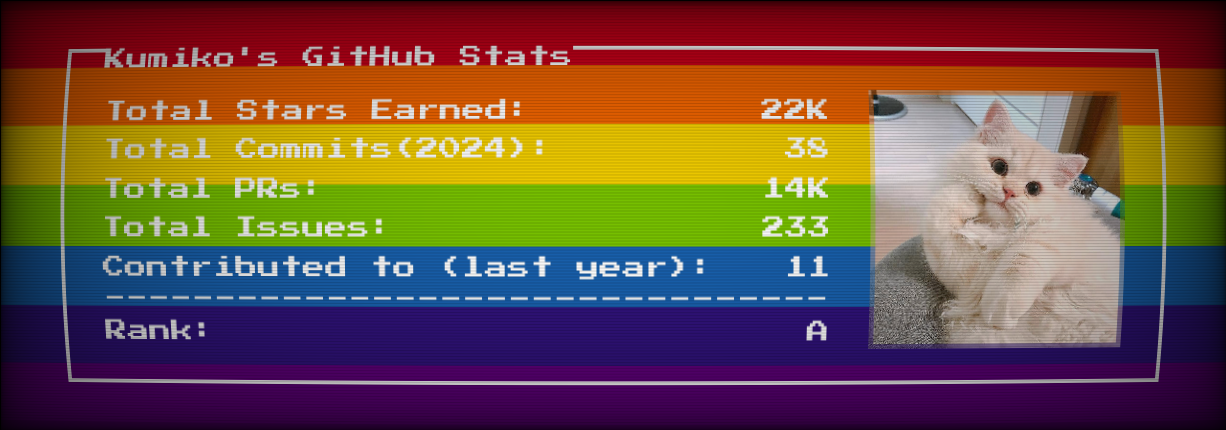 Kumiko's GitHub Stats
Total Stars Earned: 22K
Total Commits(2024): 38
Total PRs: 14K
Total Issues: 233
Contributed to (last year): 11
Rank: A